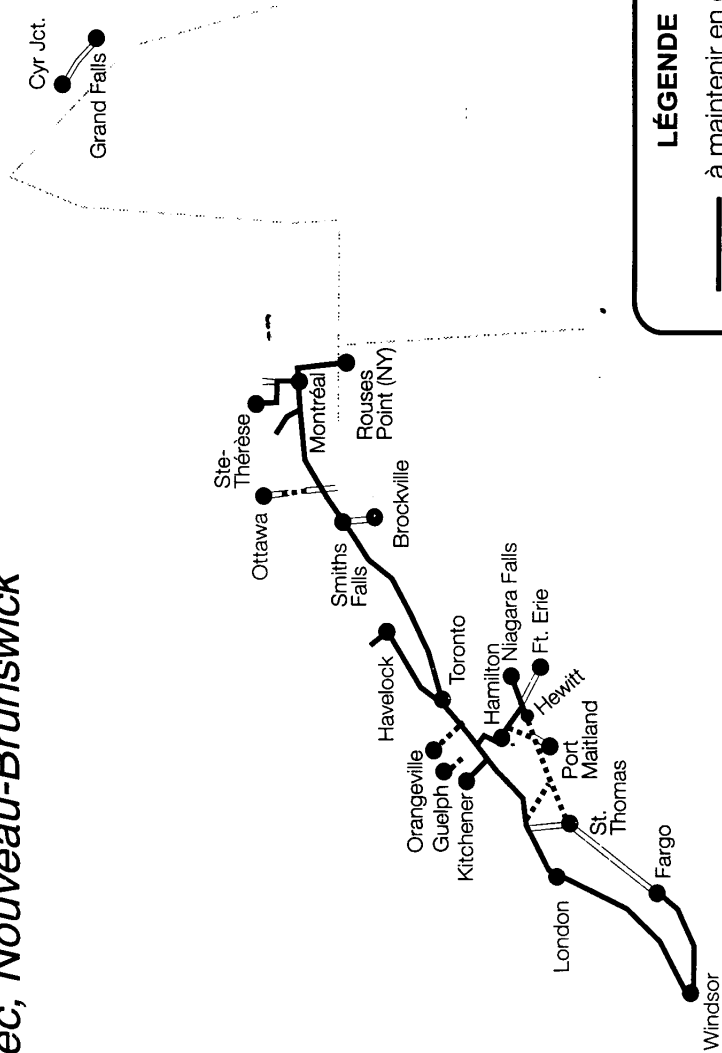 ec, Nouveau-Brunswick
Cyr Jct.
Grand Falls
Ste-
Thérèse
Montréal
Rouses
Point (NY)
Ottawa
Smiths
Falls
Brockville
Havelock
Toronto
Orangeville
Guelph
Kitchener
Hamilton
Niagara Falls
Ft. Erie
Hewitt
Port
Maitland
St.
Thomas
London
Fargo
Windsor
LÉGENDE
à maintenir en